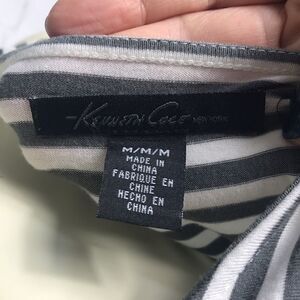 Kenneth Cole NEW YORK
M/M/M
MADE IN
CHINA
FABRIQUE EN
CHINE
HECHO EN
CHINA